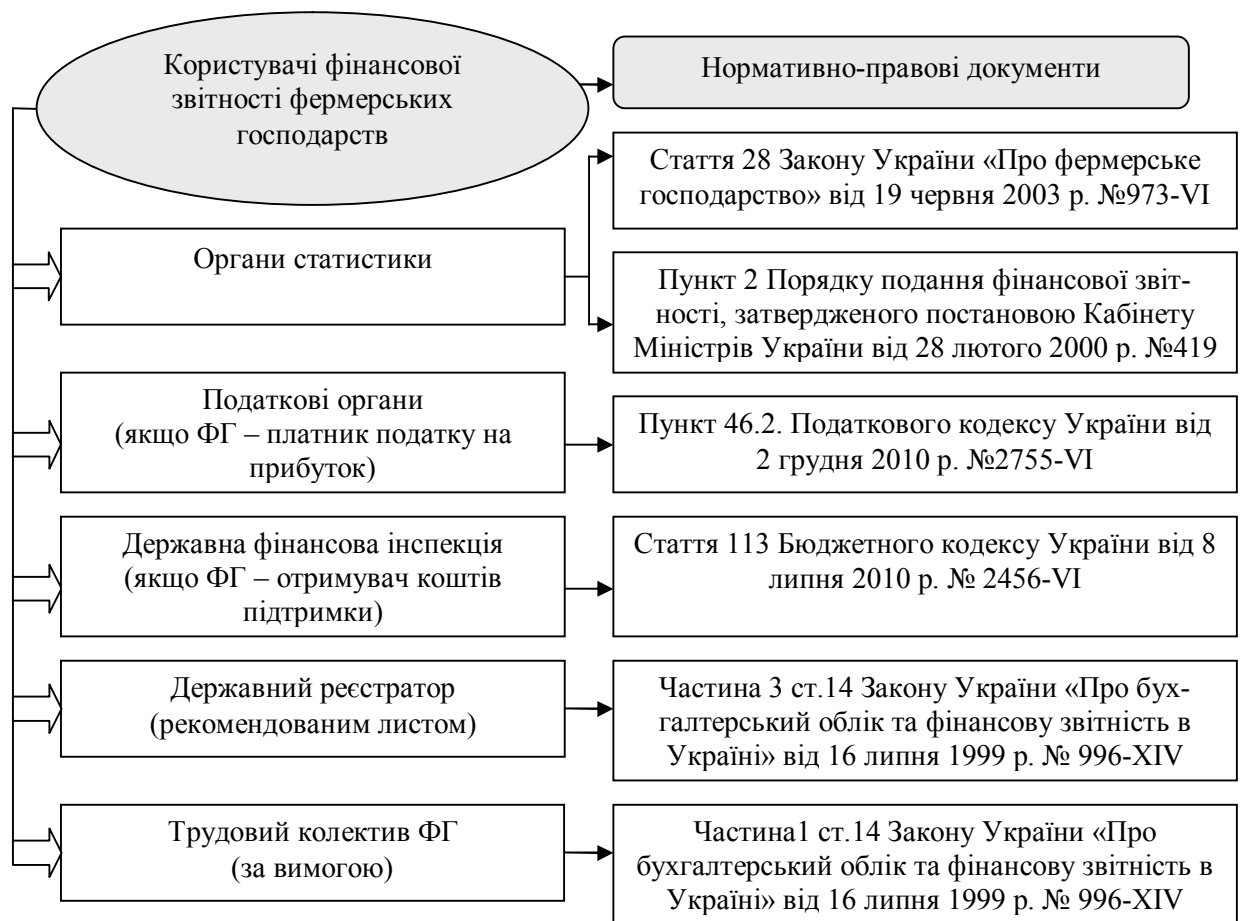 Користувачі фінансової
звітності фермерських
господарств
Нормативно-правові документи
Органи статистики
Стаття 28 Закону України «Про фермерське
господарство» від 19 червня 2003 р. №973-VI
Пункт 2 Порядку подання фінансової звіт-
ності, затвердженого постановою Кабінету
Міністрів України від 28 лютого 2000 р. №419
Податкові органи
(якщо ФГ – платник податку на
прибуток)
Пункт 46.2. Податкового кодексу України від
2 грудня 2010 р. №2755-VI
Державна фінансова інспекція
(якщо ФГ – отримувач коштів
підтримки)
Стаття 113 Бюджетного кодексу України від 8
липня 2010 р. № 2456-VI
Державний реєстратор
(рекомендованим листом)
Частина 3 ст.14 Закону України «Про бух-
галтерський облік та фінансову звітність в
Україні» від 16 липня 1999 р. № 996-XIV
Трудовий колектив ФГ
(за вимогою)
Частина1 ст.14 Закону України «Про
бухгалтерський облік та фінансову звітність в
Україні» від 16 липня 1999 р. № 996-XIV